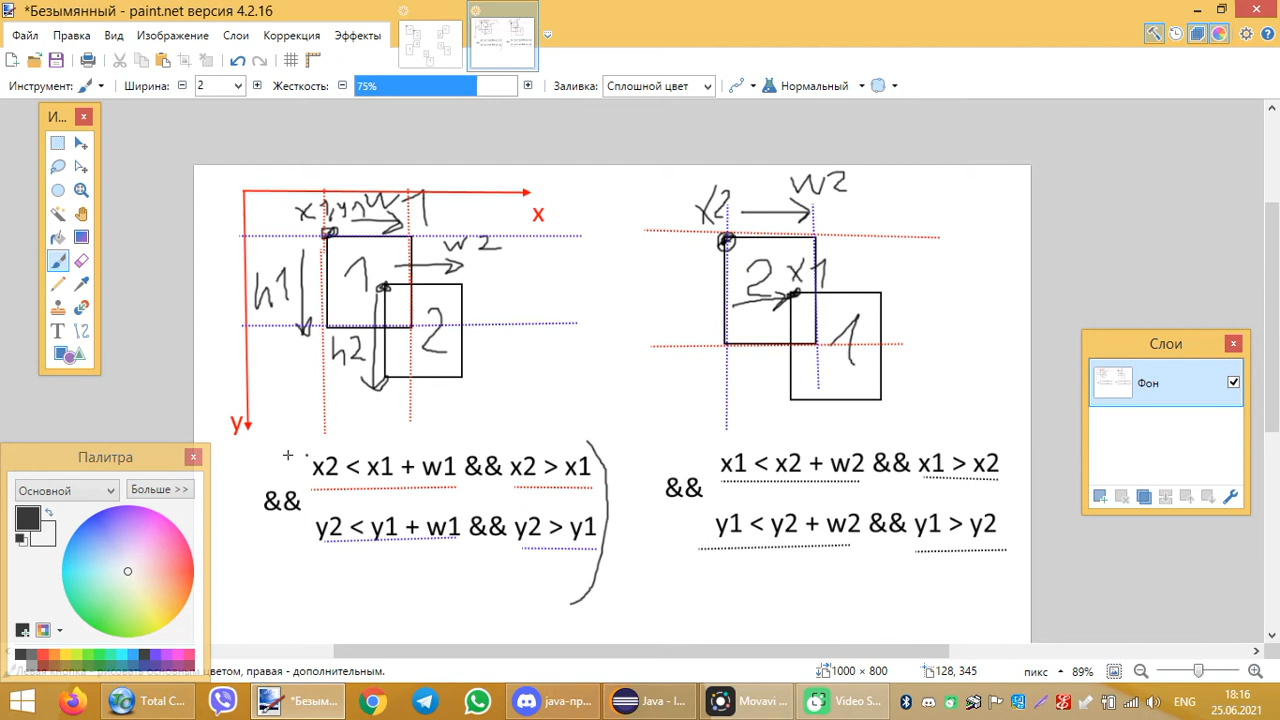 *Безымянный - paint.net версия 4.2.16
Файл Правка Вид Изображение Слои Коррекция Эффекты
Инструмент: Ширина: 2 Жесткость: 75% Заливка: Сплошной цвет Нормальный
И...
x1,y1 w1
x
w2
h1
1
h2
2
y
x2 < x1 + w1 && x2 > x1
&&
y2 < y1 + w1 && y2 > y1
x2 w2
2
x1
1
x1 < x2 + w2 && x1 > x2
&&
y1 < y2 + w2 && y1 > y2
Слои
Фон
Палитра
Основной Больше >>
цветом, правая - дополнительным.
1000 × 800 128, 345 пикс 89%
Total C... *Безым... java-пр... Java - I... Movavi ... Video S...
18:16
25.06.2021